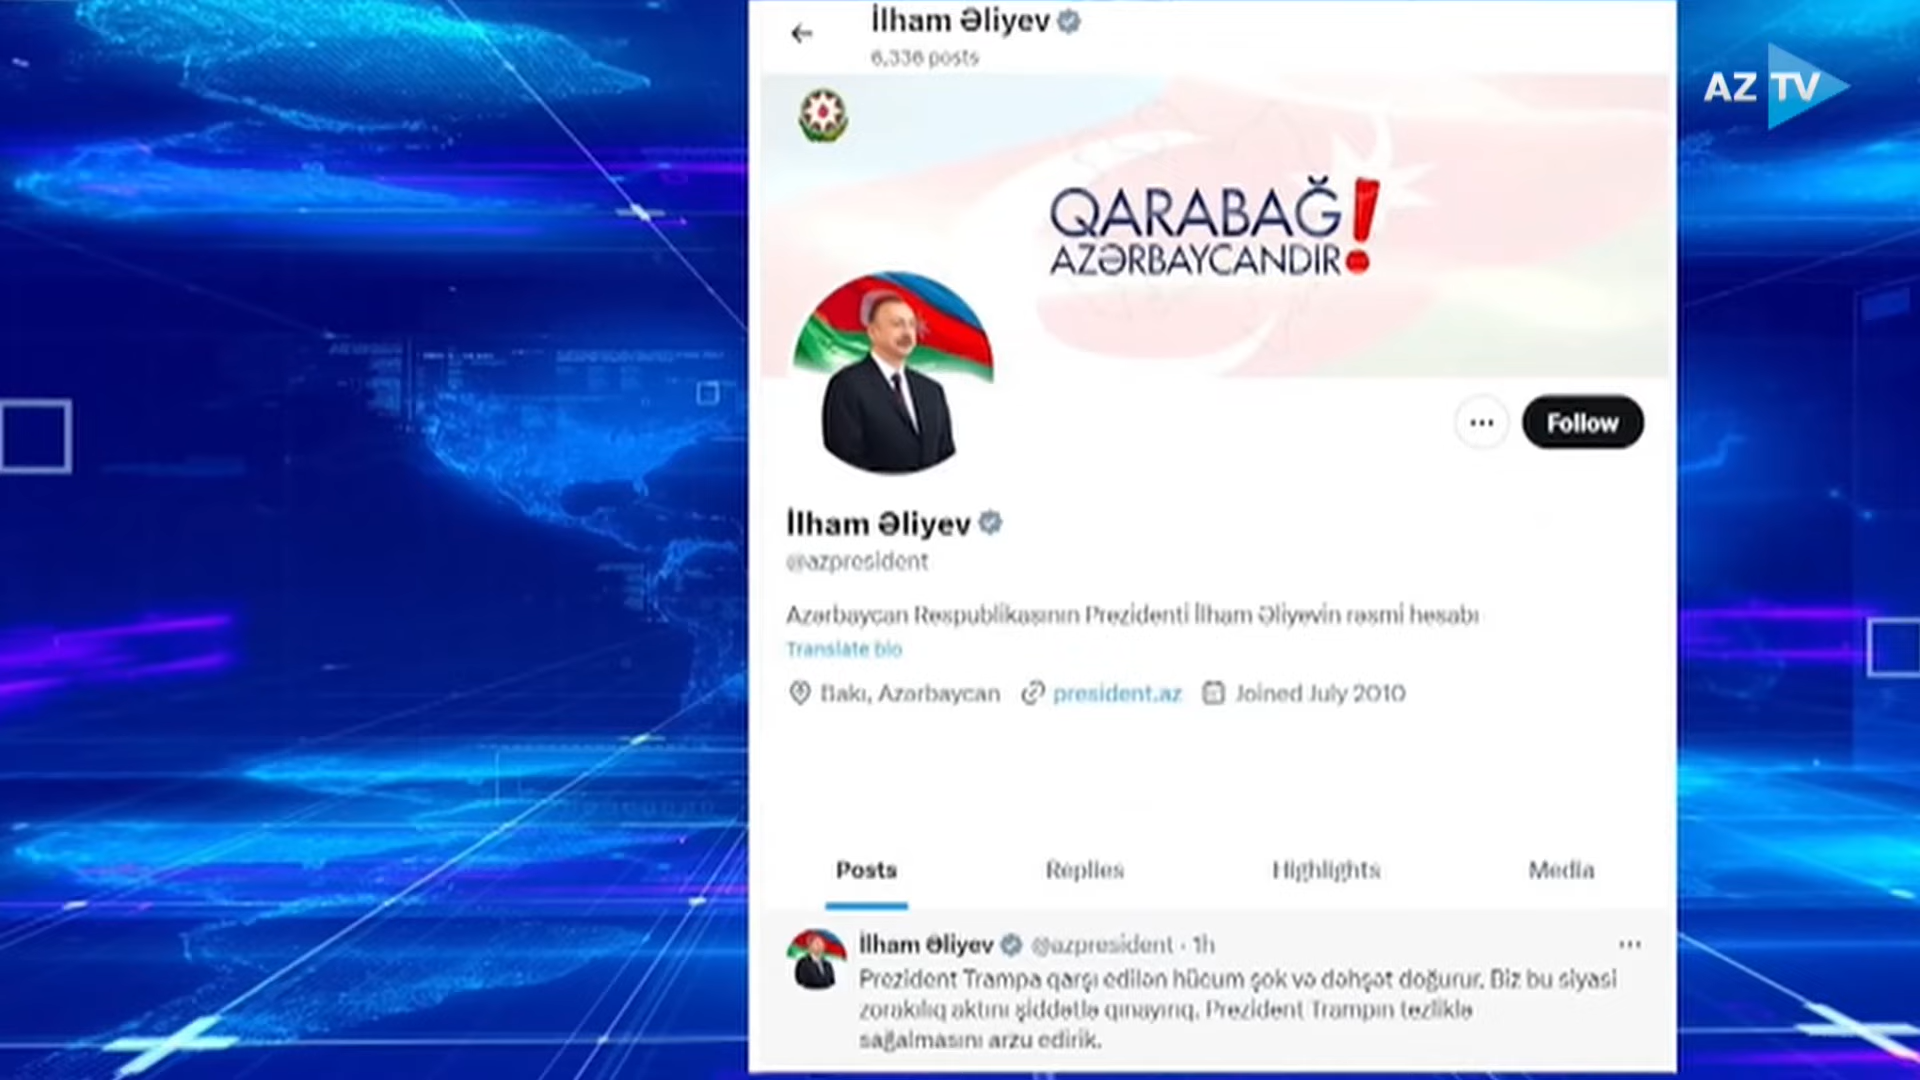 İlham Əliyev
6,336 posts
AZ TV
QARABAĞ!
AZƏRBAYCANDIR
Follow
İlham Əliyev
@azpresident
Azərbaycan Respublikasının Prezidenti İlham Əliyevin rəsmi hesabı
Translate bio
Bakı, Azərbaycan president.az Joined July 2010
Posts Replies Highlights Media
İlham Əliyev @azpresident · 1h
Prezident Trampa qarşı edilən hücum şok və dəhşət doğurur. Biz bu siyasi
zorakılıq aktını şiddətlə qınayırıq. Prezident Trampın tezliklə
sağalmasını arzu edirik.